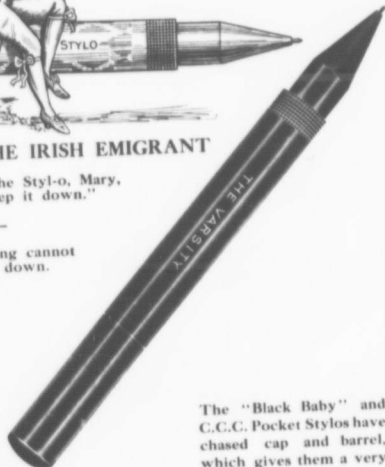 STYLO
HE IRISH EMIGRANT
he Styl-o, Mary,
ep it down."
ng cannot
down.
THE VARSITY
The "Black Baby" and
C.C.C. Pocket Stylos have
chased cap and barrel,
which gives them a very